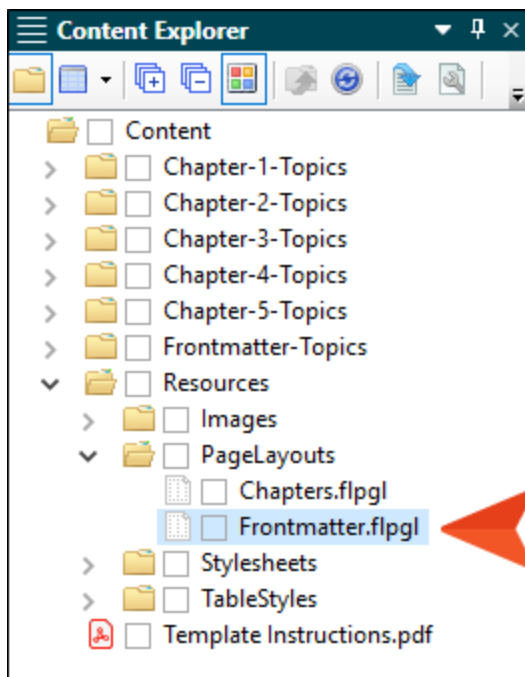 Content Explorer
Content
Chapter-1-Topics
Chapter-2-Topics
Chapter-3-Topics
Chapter-4-Topics
Chapter-5-Topics
Frontmatter-Topics
Resources
Images
PageLayouts
Chapters.flpgl
Frontmatter.flpgl
Stylesheets
TableStyles
Template Instructions.pdf